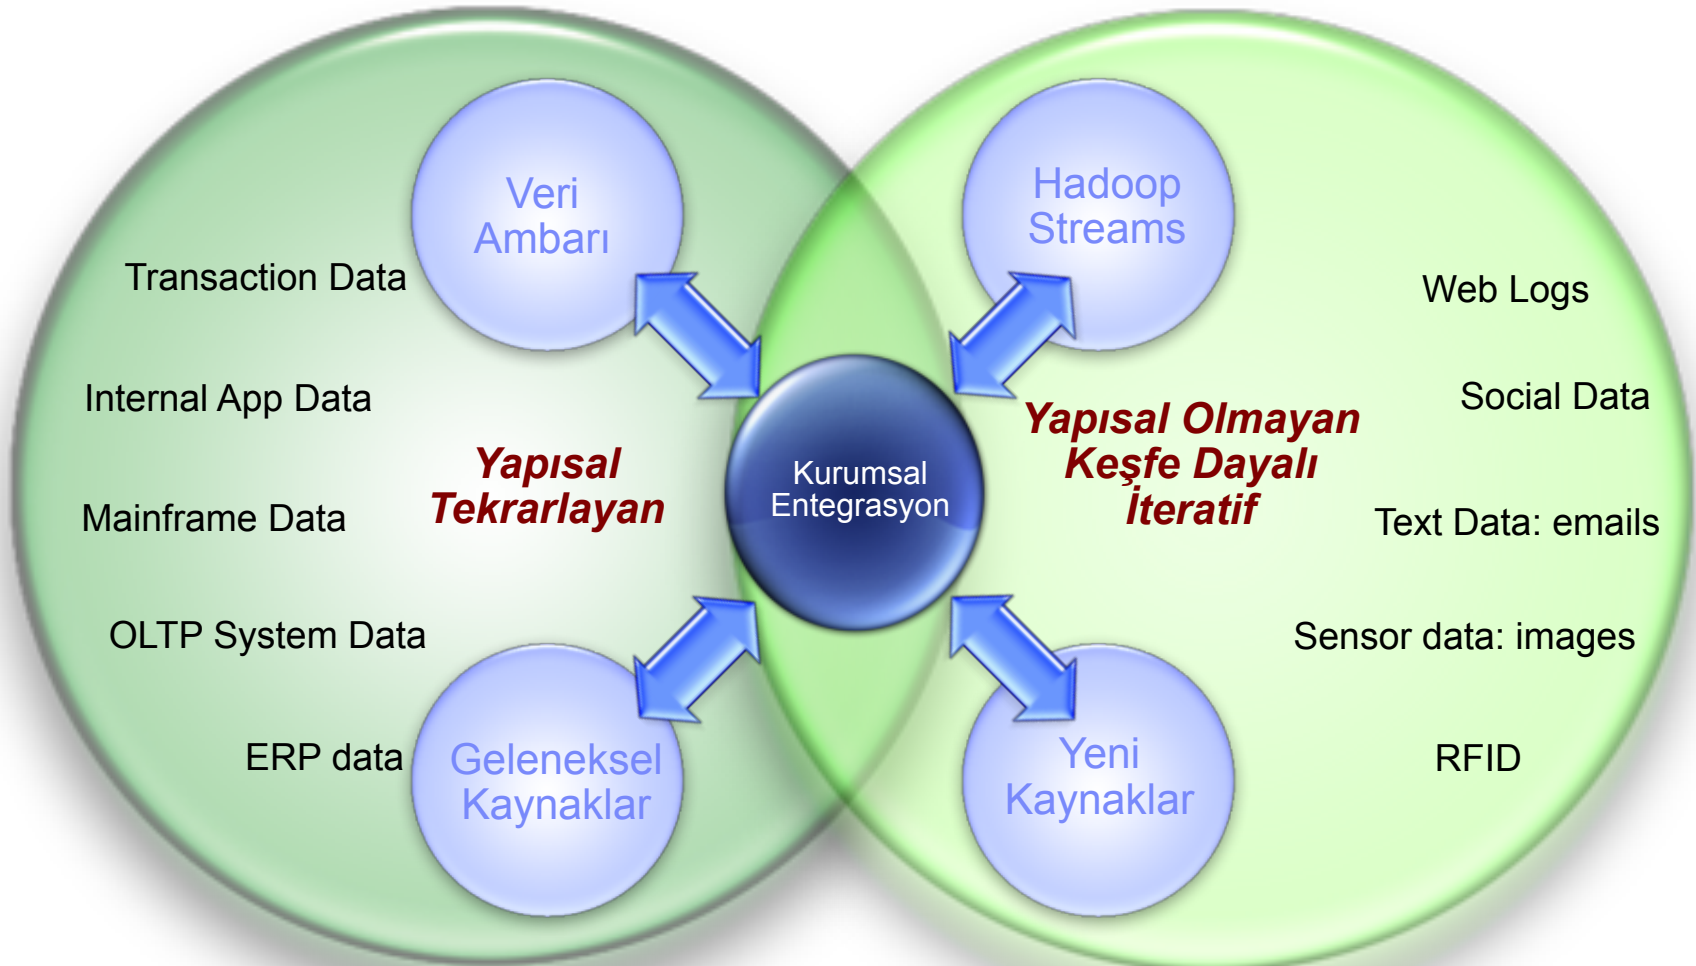 Veri
Ambarı
Hadoop
Streams
Transaction Data
Internal App Data
Mainframe Data
OLTP System Data
ERP data
Yapısal
Tekrarlayan
Kurumsal
Entegrasyon
Yapısal Olmayan
Keşfe Dayalı
İteratif
Web Logs
Social Data
Text Data: emails
Sensor data: images
RFID
Geleneksel
Kaynaklar
Yeni
Kaynaklar